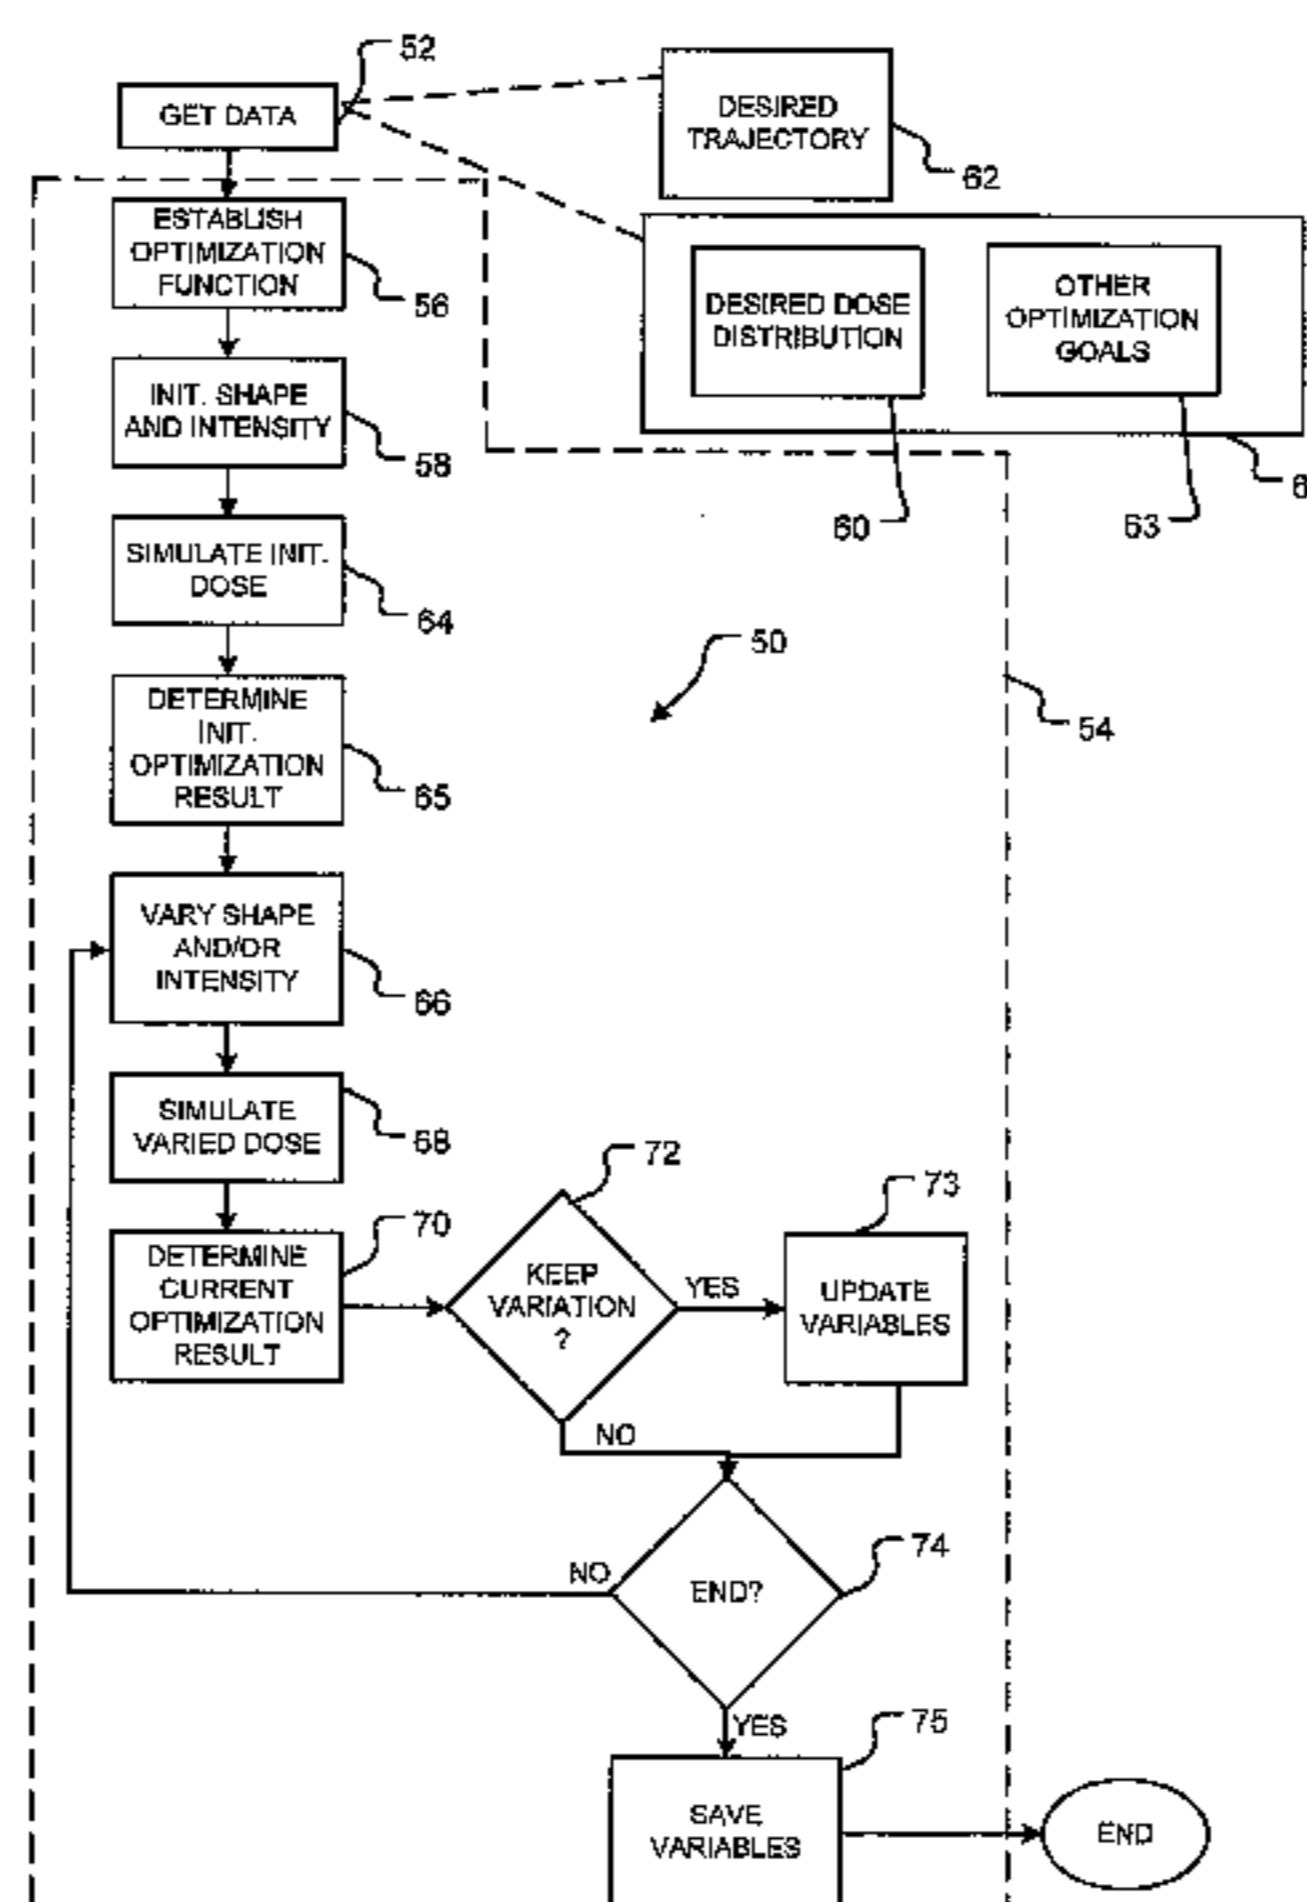 52
GET DATA
DESIRED
TRAJECTORY
62
ESTABLISH
OPTIMIZATION
FUNCTION
56
DESIRED DOSE
DISTRIBUTION
OTHER
OPTIMIZATION
GOALS
60
63
6
INIT. SHAPE
AND INTENSITY
58
SIMULATE INIT.
DOSE
64
50
54
DETERMINE
INIT.
OPTIMIZATION
RESULT
65
VARY SHAPE
AND/OR
INTENSITY
66
SIMULATE
VARIED DOSE
68
DETERMINE
CURRENT
OPTIMIZATION
RESULT
70
KEEP
VARIATION
?
72
YES
UPDATE
VARIABLES
73
NO
END?
74
NO
YES
SAVE
VARIABLES
75
END